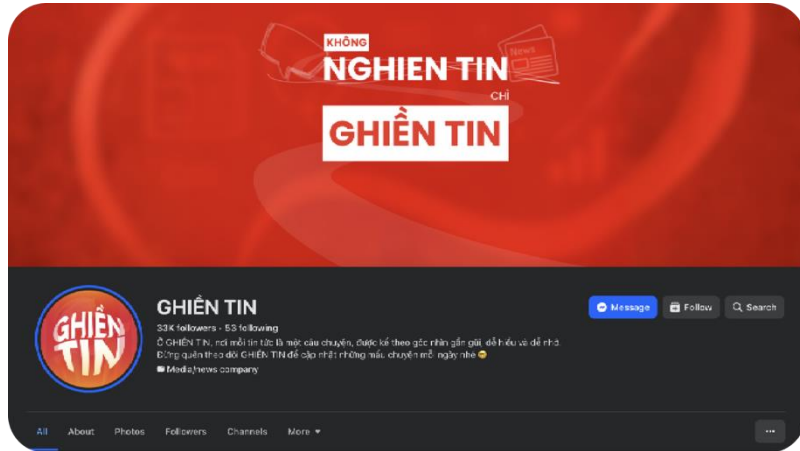 KHÔNG
News
NGHIEN TIN
CHỈ
GHIỀN TIN
GHIỀN TIN
GHIỀN TIN
33K followers • 53 following
Ở GHIỀN TIN, nơi mỗi tin tức là một câu chuyện, được kể theo góc nhìn gần gũi, dễ hiểu và dễ nhớ.
Đừng quên theo dõi GHIỀN TIN để cập nhật những mẩu chuyện mỗi ngày nhé 😎
Media/news company
Message
Follow
Search
All
About
Photos
Followers
Channels
More